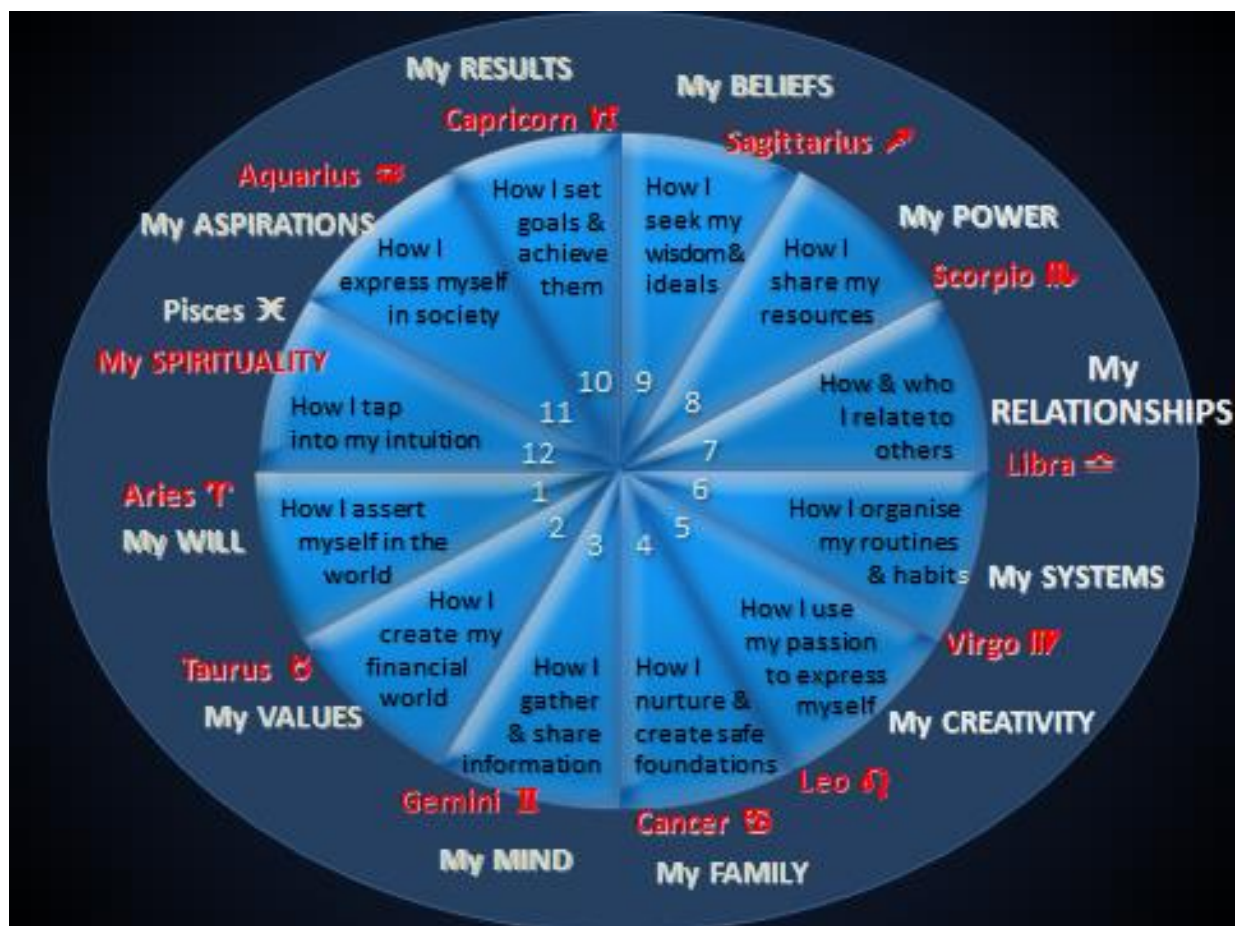 My RESULTS
Capricorn ♑
How I set
goals &
achieve
them
10
My BELIEFS
Sagittarius ♐
How I
seek my
wisdom &
ideals
9
My POWER
Scorpio ♏
How I
share my
resources
8
My
RELATIONSHIPS
Libra ♎
How & who
I relate to
others
7
My SYSTEMS
Virgo ♍
How I organise
my routines
& habits
6
My CREATIVITY
Leo ♌
How I use
my passion
to express
myself
5
Cancer ♋
My FAMILY
How I
nurture &
create safe
foundations
4
Gemini ♊
My MIND
How I
gather
& share
information
3
Taurus ♉
My VALUES
How I
create my
financial
world
2
Aries ♈
My WILL
How I assert
myself in the
world
1
Pisces ♓
My SPIRITUALITY
How I tap
into my intuition
12
Aquarius ♒
My ASPIRATIONS
How I
express myself
in society
11